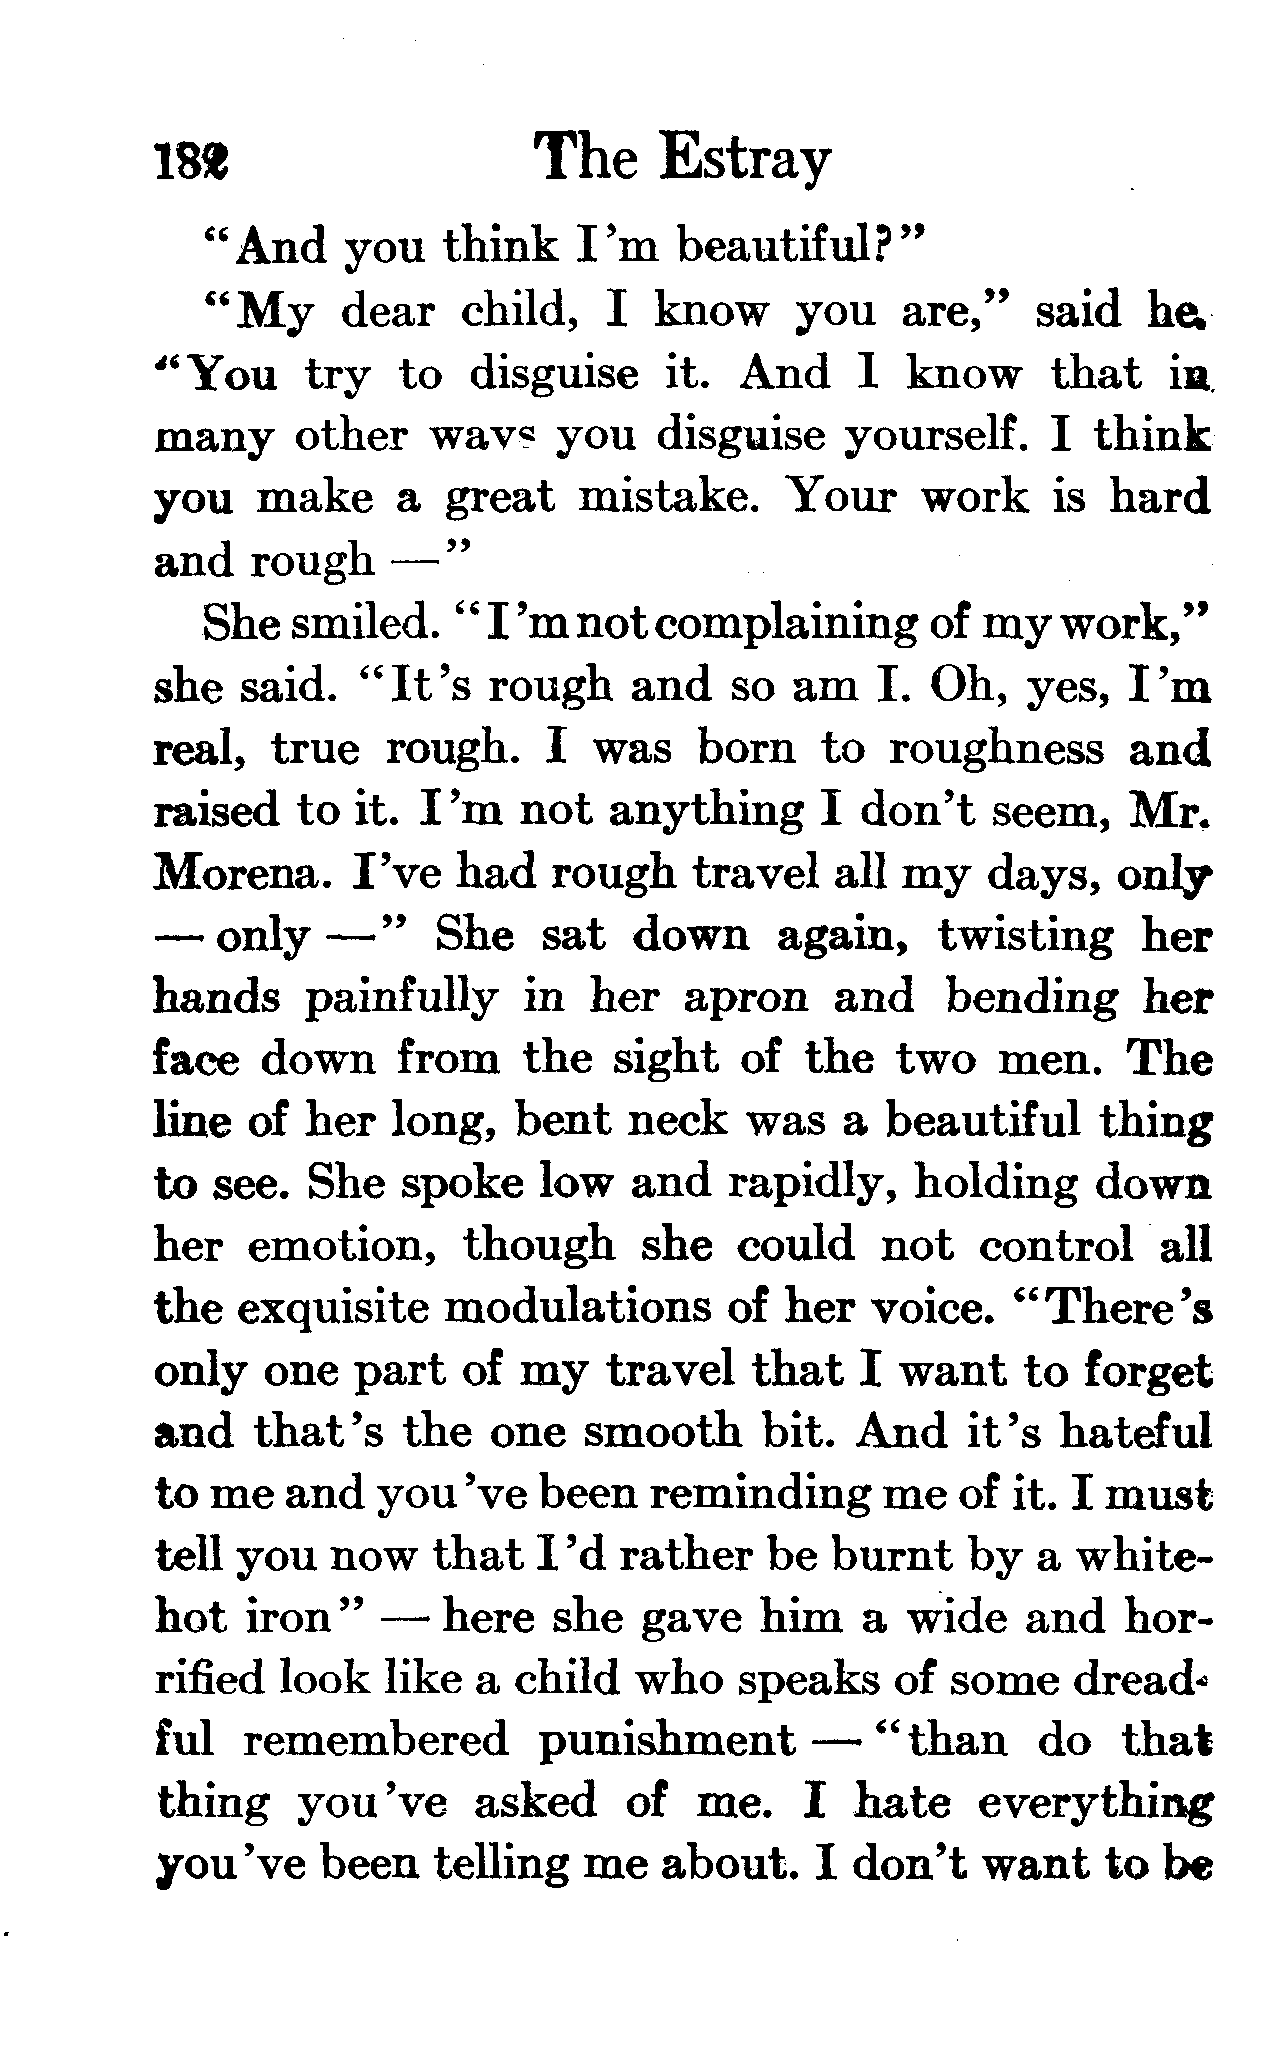 182 The Estray
"And you think I'm beautiful?"
"My dear child, I know you are," said he.
"You try to disguise it. And I know that in
many other ways you disguise yourself. I think
you make a great mistake. Your work is hard
and rough —"
She smiled. "I'm not complaining of my work,"
she said. "It's rough and so am I. Oh, yes, I'm
real, true rough. I was born to roughness and
raised to it. I'm not anything I don't seem, Mr.
Morena. I've had rough travel all my days, only
— only —" She sat down again, twisting her
hands painfully in her apron and bending her
face down from the sight of the two men. The
line of her long, bent neck was a beautiful thing
to see. She spoke low and rapidly, holding down
her emotion, though she could not control all
the exquisite modulations of her voice. "There's
only one part of my travel that I want to forget
and that's the one smooth bit. And it's hateful
to me and you've been reminding me of it. I must
tell you now that I'd rather be burnt by a white-
hot iron" — here she gave him a wide and hor-
rified look like a child who speaks of some dread-
ful remembered punishment — "than do that
thing you've asked of me. I hate everything
you've been telling me about. I don't want to be